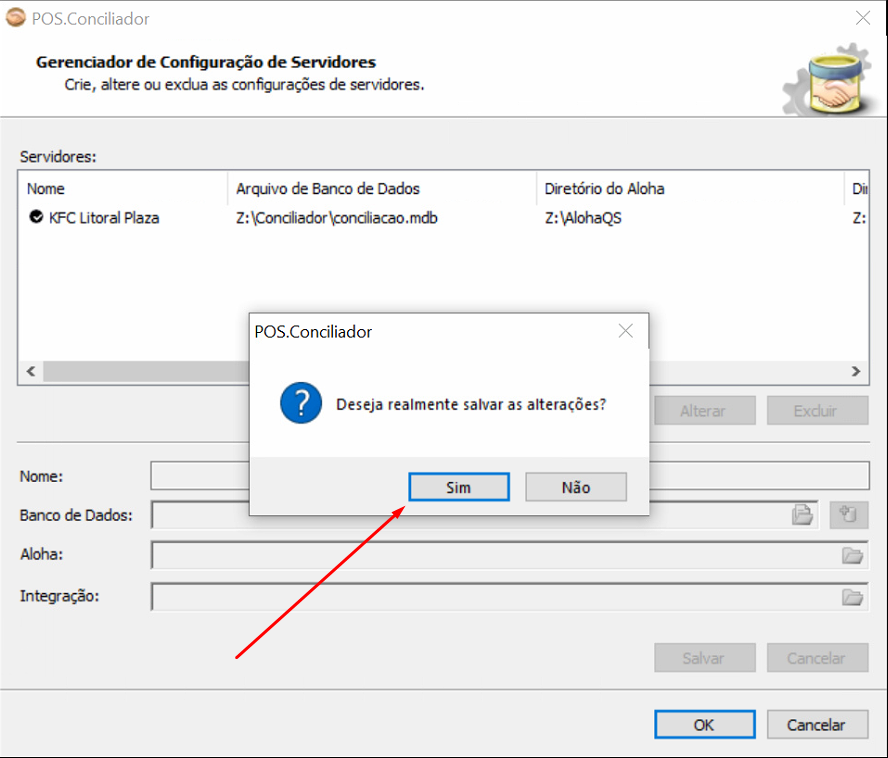 POS.Conciliador
Gerenciador de Configuração de Servidores
Crie, altere ou exclua as configurações de servidores.
Servidores:
Nome Arquivo de Banco de Dados Diretório do Aloha Di
KFC Litoral Plaza Z:\Conciliador\conciliacao.mdb Z:\AlohaQS Z:
POS.Conciliador
Deseja realmente salvar as alterações?
Sim Não
Alterar Excluir
Nome:
Banco de Dados:
Aloha:
Integração:
Salvar Cancelar
OK Cancelar